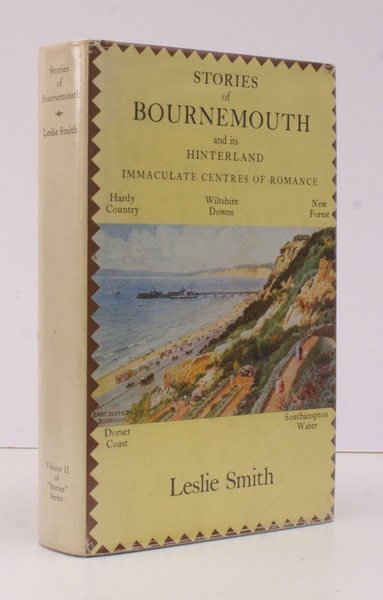 Stories
of
Bournemouth
Leslie Smith
Volume II
of
"Stories"
Series
STORIES
of
BOURNEMOUTH
and its
HINTERLAND
IMMACULATE CENTRES OF ROMANCE
Hardy Country
Wiltshire Downs
New Forest
EAST CLIFF
BOURNEM
Dorset Coast
Southampton Water
Leslie Smith